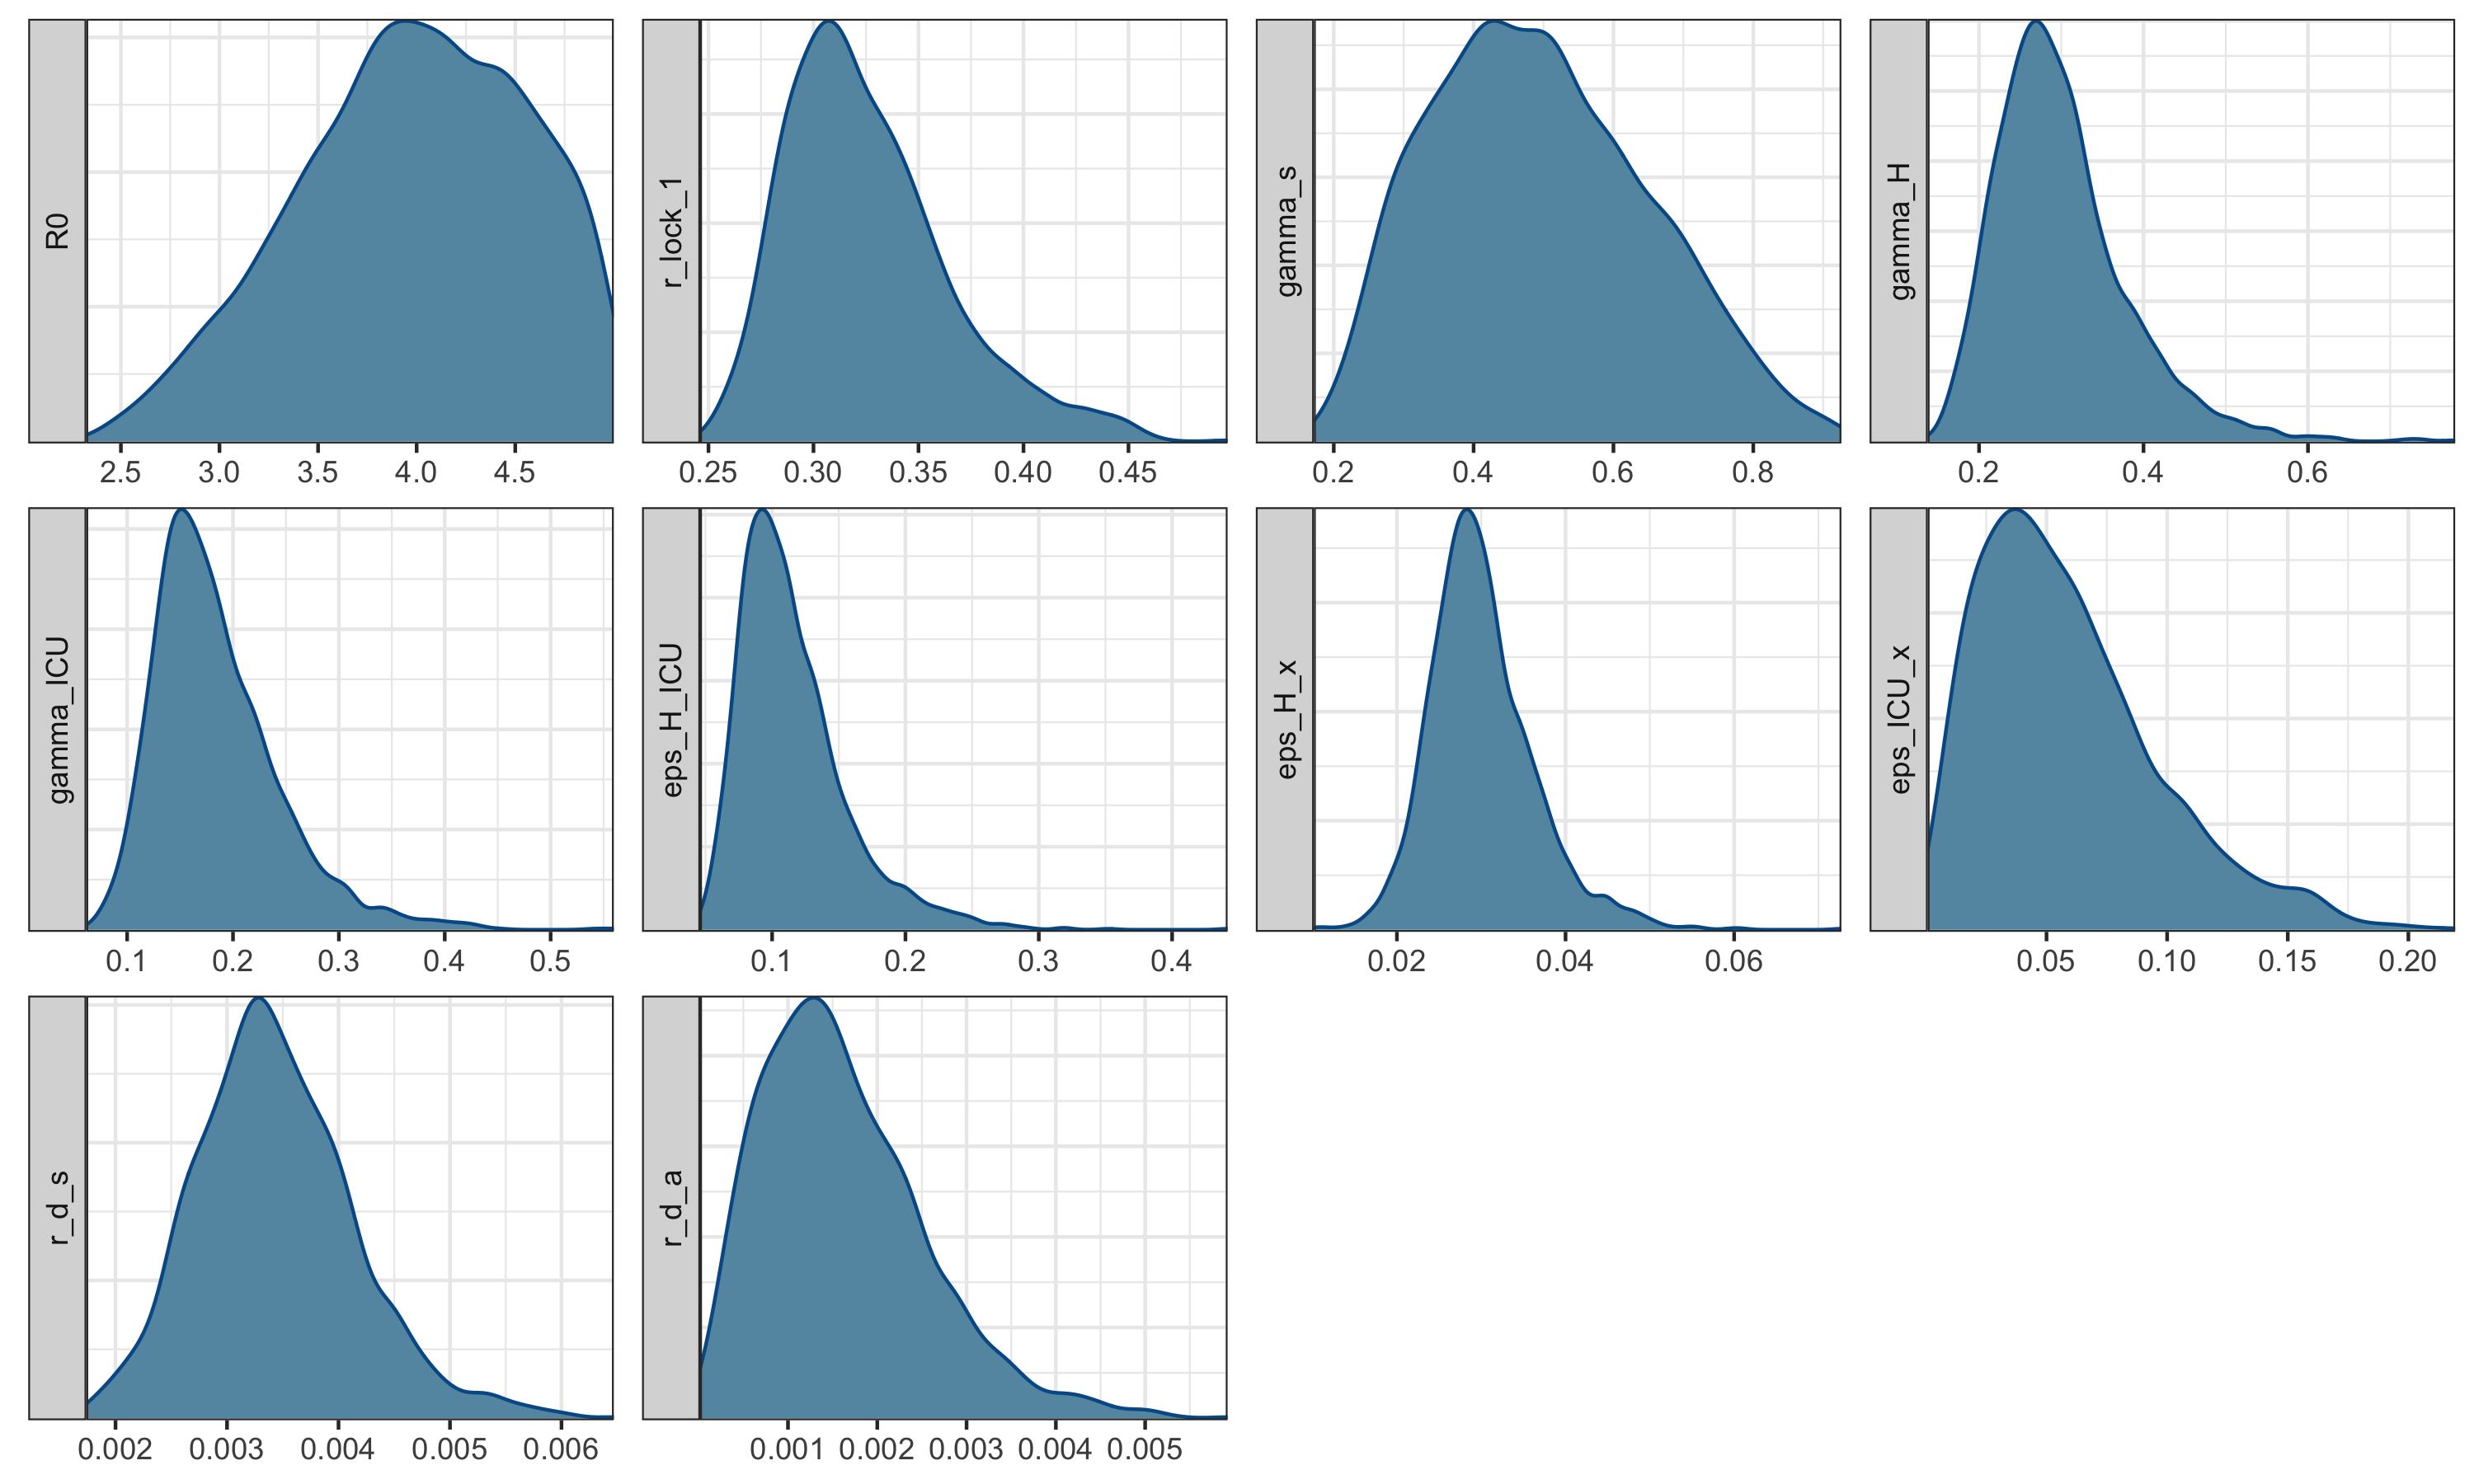 R0
2.5 3.0 3.5 4.0 4.5
r_lock_1
0.25 0.30 0.35 0.40 0.45
gamma_s
0.2 0.4 0.6 0.8
gamma_H
0.2 0.4 0.6
gamma_ICU
0.1 0.2 0.3 0.4 0.5
eps_H_ICU
0.1 0.2 0.3 0.4
eps_H_x
0.02 0.04 0.06
eps_ICU_x
0.05 0.10 0.15 0.20
r_d_s
0.002 0.003 0.004 0.005 0.006
r_d_a
0.001 0.002 0.003 0.004 0.005